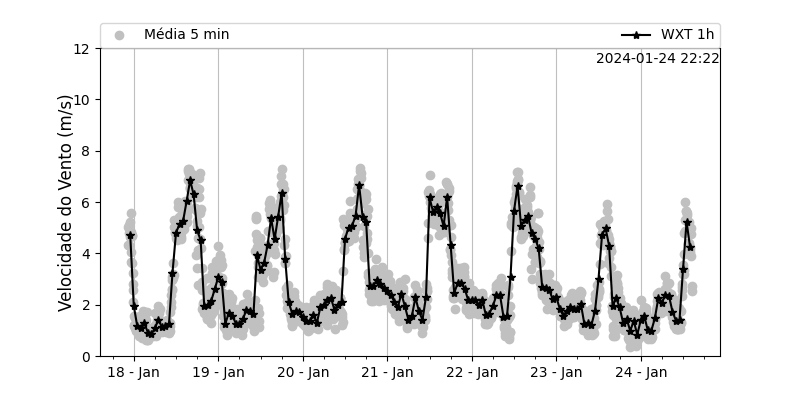 Média 5 min
WXT 1h
2024-01-24 22:22
Velocidade do Vento (m/s)
12
10
8
6
4
2
0
18 - Jan
19 - Jan
20 - Jan
21 - Jan
22 - Jan
23 - Jan
24 - Jan